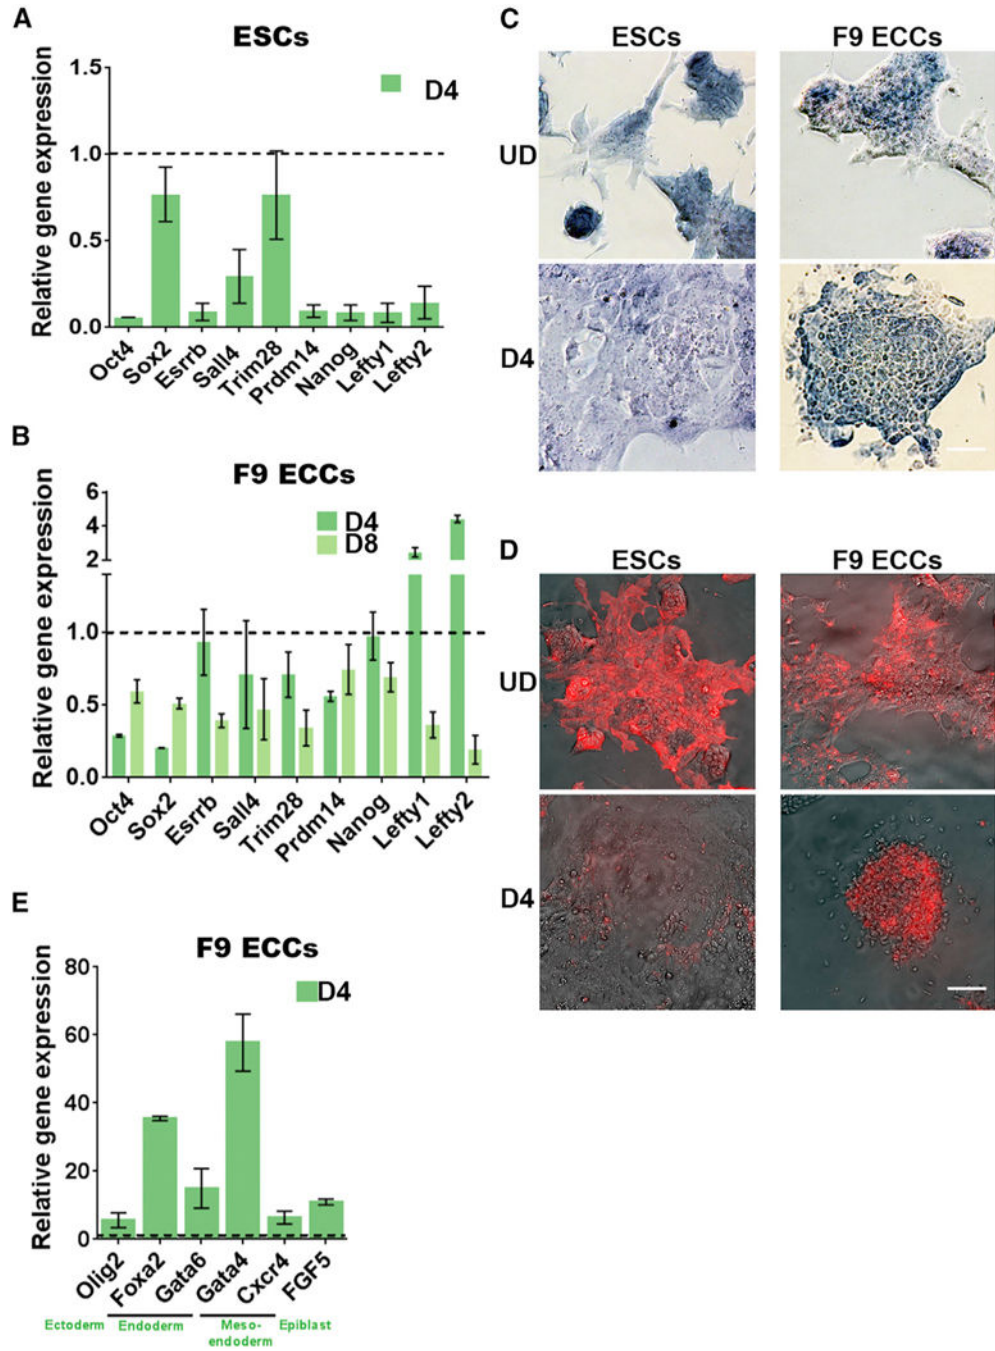 A
ESCs
Relative gene expression
1.5
1.0
0.5
0.0
D4
Oct4
Sox2
Esrrb
Sall4
Trim28
Prdm14
Nanog
Lefty1
Lefty2
B
F9 ECCs
Relative gene expression
6
4
2
1.0
0.5
0.0
D4
D8
Oct4
Sox2
Esrrb
Sall4
Trim28
Prdm14
Nanog
Lefty1
Lefty2
C
ESCs F9 ECCs
UD
D4
D
ESCs F9 ECCs
UD
D4
E
F9 ECCs
Relative gene expression
80
60
40
20
0
D4
Olig2
Foxa2
Gata6
Gata4
Cxcr4
FGF5
Ectoderm Endoderm Meso- Epiblast
endoderm